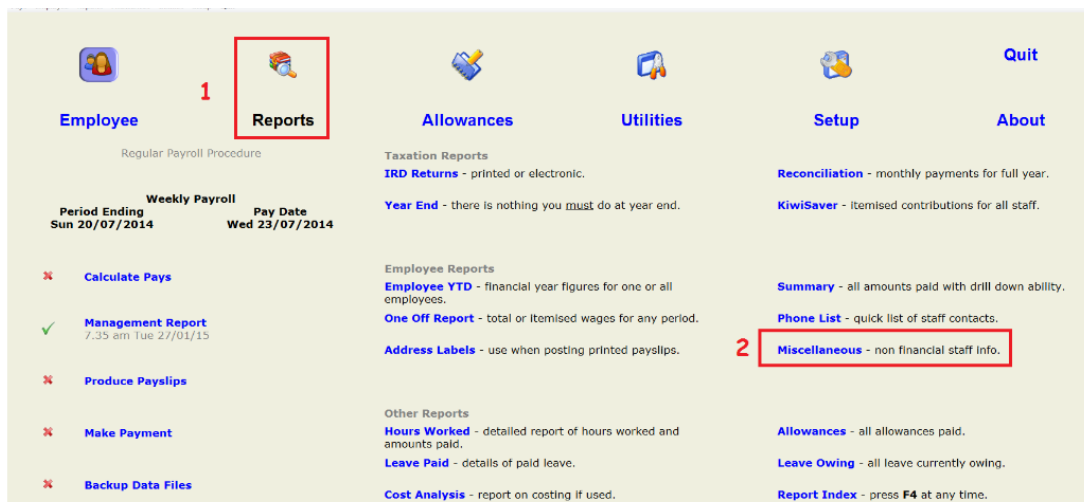 Quit
1
Employee
Reports
Allowances
Utilities
Setup
About
Regular Payroll Procedure
Weekly Payroll
Period Ending
Pay Date
Sun 20/07/2014
Wed 23/07/2014
Calculate Pays
Management Report
7.35 am Tue 27/01/15
Produce Payslips
Make Payment
Backup Data Files
Taxation Reports
IRD Returns - printed or electronic.
Year End - there is nothing you must do at year end.
Reconciliation - monthly payments for full year.
KiwiSaver - itemised contributions for all staff.
Employee Reports
Employee YTD - financial year figures for one or all
employees.
One Off Report - total or itemised wages for any period.
Address Labels - use when posting printed payslips.
Summary - all amounts paid with drill down ability.
Phone List - quick list of staff contacts.
2
Miscellaneous - non financial staff info.
Other Reports
Hours Worked - detailed report of hours worked and
amounts paid.
Leave Paid - details of paid leave.
Cost Analysis - report on costing if used.
Allowances - all allowances paid.
Leave Owing - all leave currently owing.
Report Index - press F4 at any time.